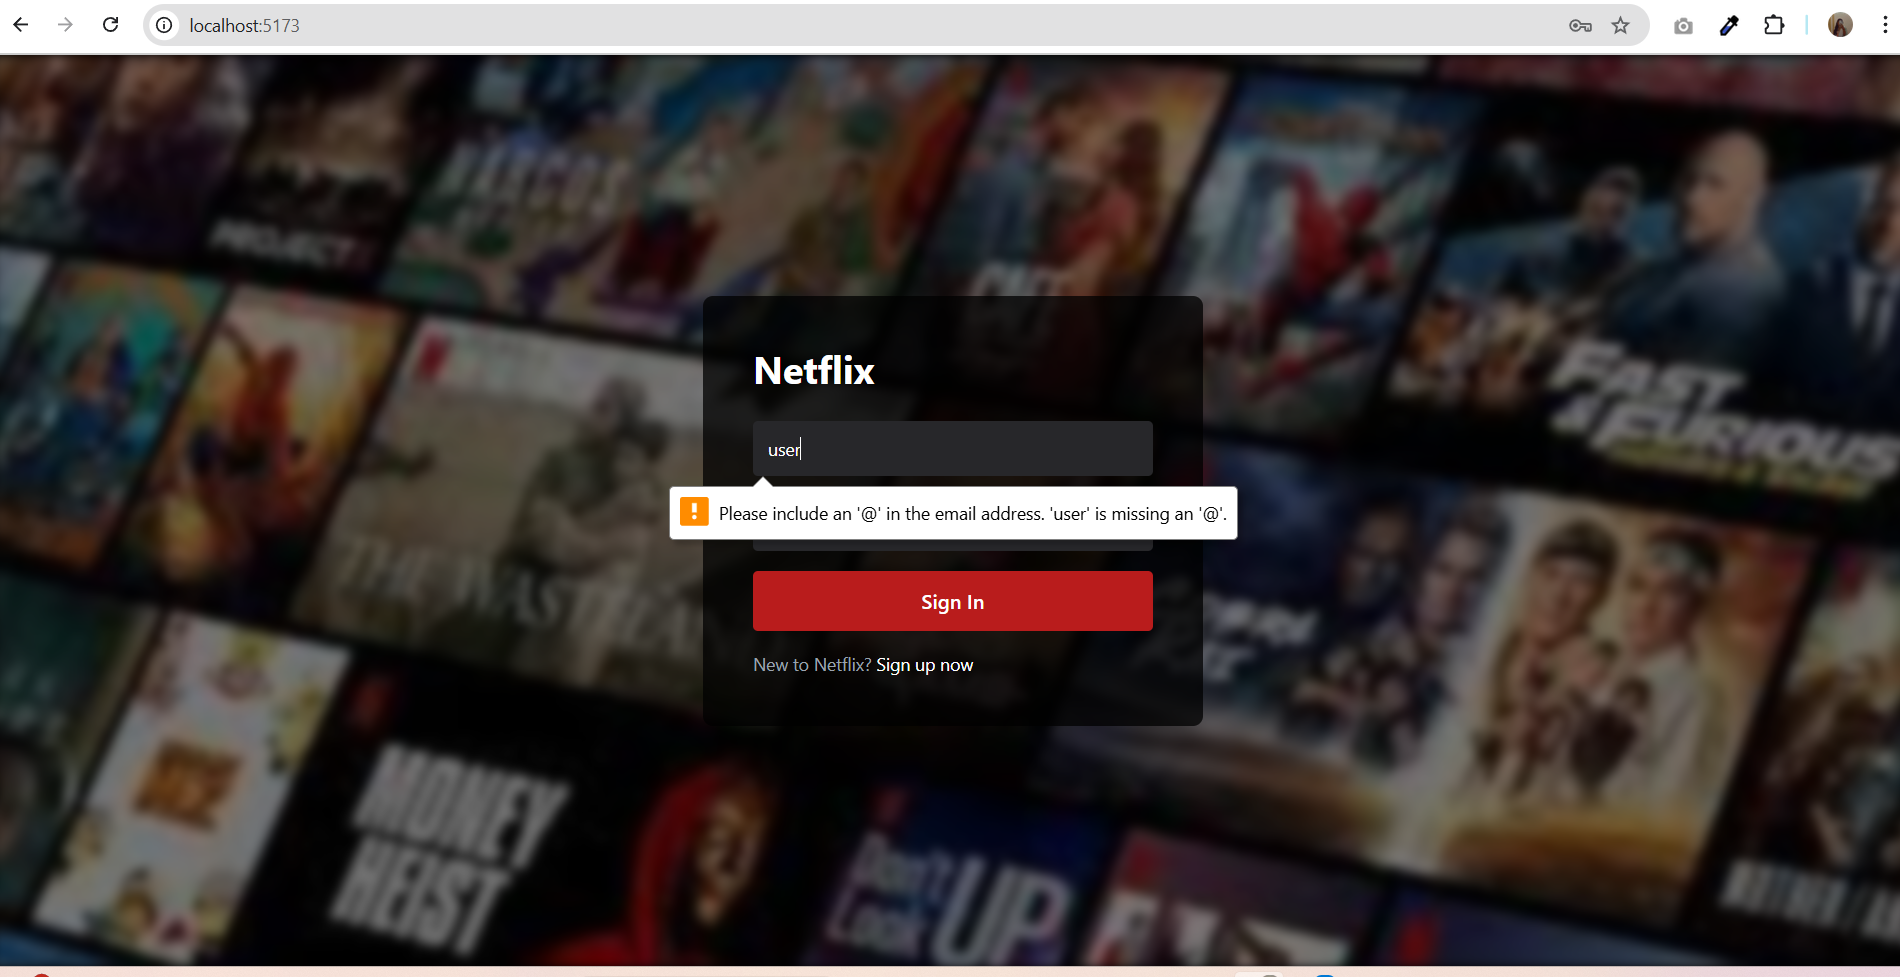 localhost:5173
NARCOS
PROJECT
FAST
& FURIOUS
THE WASTELAND
Netflix
user
Please include an '@' in the email address. 'user' is missing an '@'.
Sign In
New to Netflix? Sign up now
MONEY
HEIST
Don't
Look UP